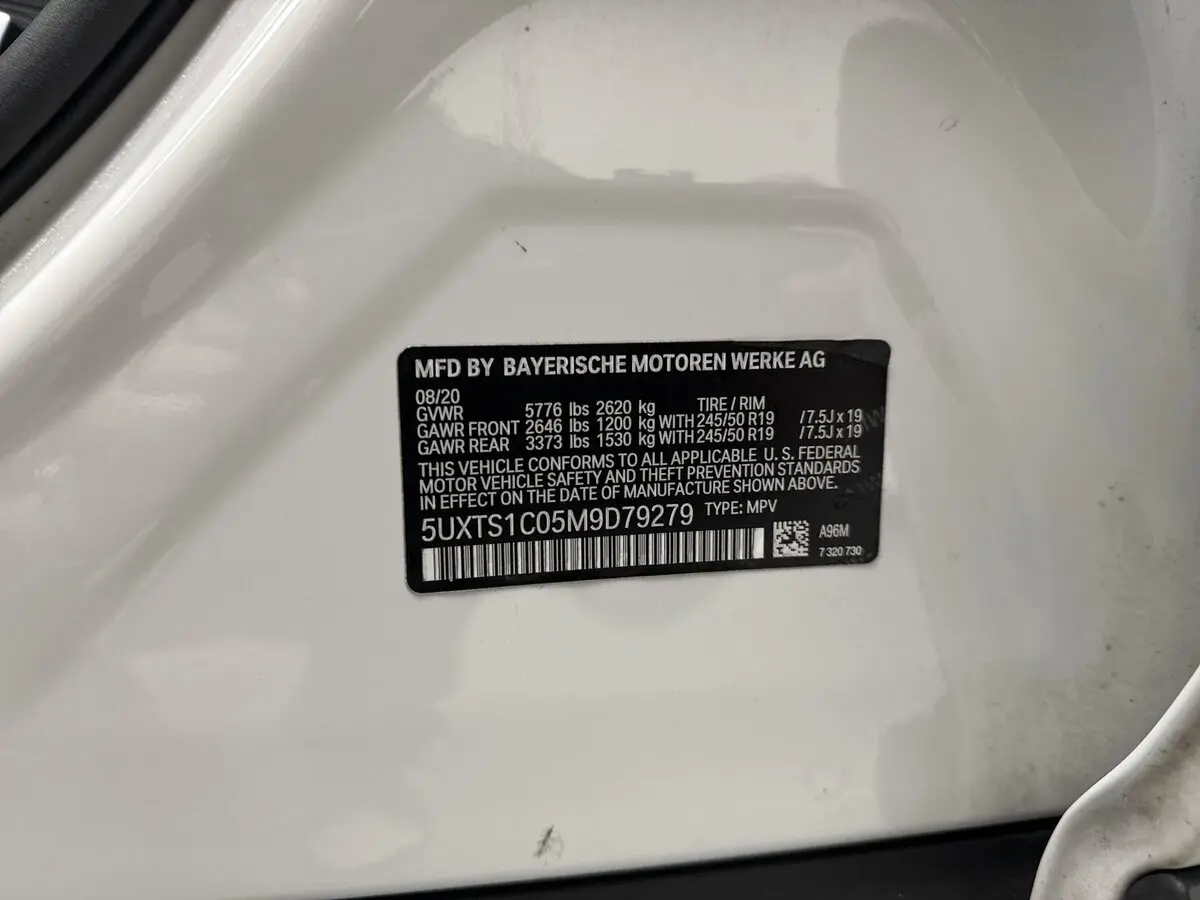 MFD BY BAYERISCHE MOTOREN WERKE AG
08/20
GVWR 5776 lbs 2620 kg TIRE / RIM
GAWR FRONT 2646 lbs 1200 kg WITH 245/50 R19 /7.5J x 19
GAWR REAR 3373 lbs 1530 kg WITH 245/50 R19 /7.5J x 19
THIS VEHICLE CONFORMS TO ALL APPLICABLE U.S. FEDERAL
MOTOR VEHICLE SAFETY AND THEFT PREVENTION STANDARDS
IN EFFECT ON THE DATE OF MANUFACTURE SHOWN ABOVE.
5UXTS1C05M9D79279 TYPE: MPV
A96M
7 320 730